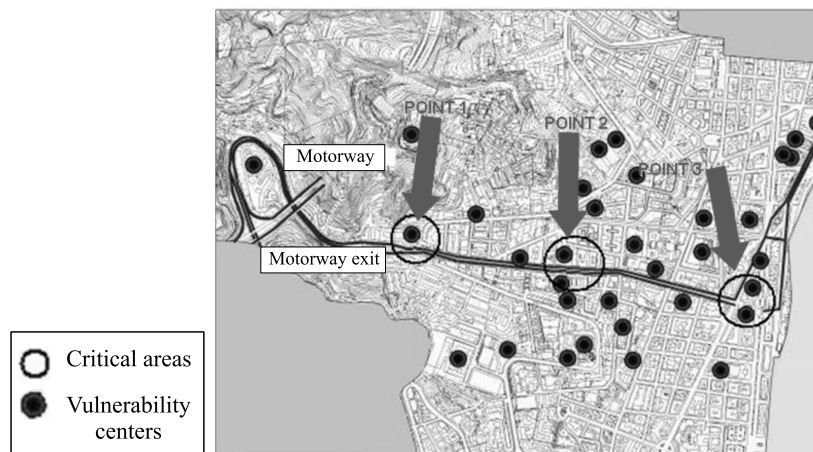 POINT 1
POINT 2
POINT 3
Motorway
Motorway exit
Critical areas
Vulnerability
centers